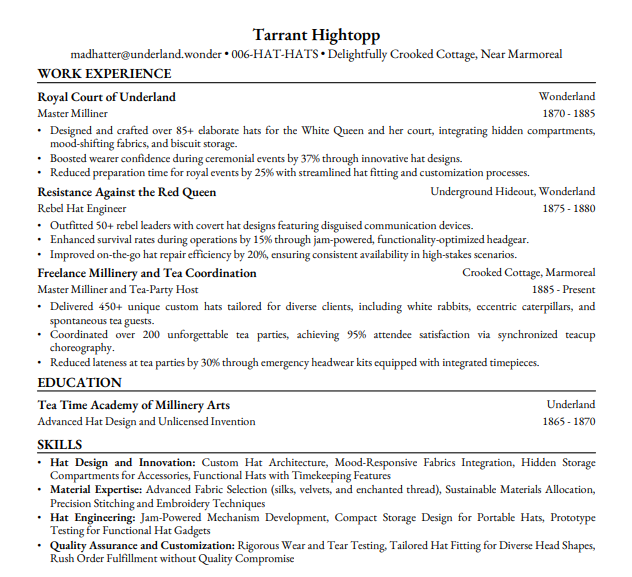 Tarrant Hightopp
madhatter@underland.wonder • 006-HAT-HATS • Delightfully Crooked Cottage, Near Marmoreal
WORK EXPERIENCE
Royal Court of Underland Wonderland
Master Milliner 1870 - 1885
• Designed and crafted over 85+ elaborate hats for the White Queen and her court, integrating hidden compartments,
mood-shifting fabrics, and biscuit storage.
• Boosted wearer confidence during ceremonial events by 37% through innovative hat designs.
• Reduced preparation time for royal events by 25% with streamlined hat fitting and customization processes.
Resistance Against the Red Queen Underground Hideout, Wonderland
Rebel Hat Engineer 1875 - 1880
• Outfitted 50+ rebel leaders with covert hat designs featuring disguised communication devices.
• Enhanced survival rates during operations by 15% through jam-powered, functionality-optimized headgear.
• Improved on-the-go hat repair efficiency by 20%, ensuring consistent availability in high-stakes scenarios.
Freelance Millinery and Tea Coordination Crooked Cottage, Marmoreal
Master Milliner and Tea-Party Host 1885 - Present
• Delivered 450+ unique custom hats tailored for diverse clients, including white rabbits, eccentric caterpillars, and
spontaneous tea guests.
• Coordinated over 200 unforgettable tea parties, achieving 95% attendee satisfaction via synchronized teacup
choreography.
• Reduced lateness at tea parties by 30% through emergency headwear kits equipped with integrated timepieces.
EDUCATION
Tea Time Academy of Millinery Arts Underland
Advanced Hat Design and Unlicensed Invention 1865 - 1870
SKILLS
• Hat Design and Innovation: Custom Hat Architecture, Mood-Responsive Fabrics Integration, Hidden Storage
Compartments for Accessories, Functional Hats with Timekeeping Features
• Material Expertise: Advanced Fabric Selection (silks, velvets, and enchanted thread), Sustainable Materials Allocation,
Precision Stitching and Embroidery Techniques
• Hat Engineering: Jam-Powered Mechanism Development, Compact Storage Design for Portable Hats, Prototype
Testing for Functional Hat Gadgets
• Quality Assurance and Customization: Rigorous Wear and Tear Testing, Tailored Hat Fitting for Diverse Head Shapes,
Rush Order Fulfillment without Quality Compromise